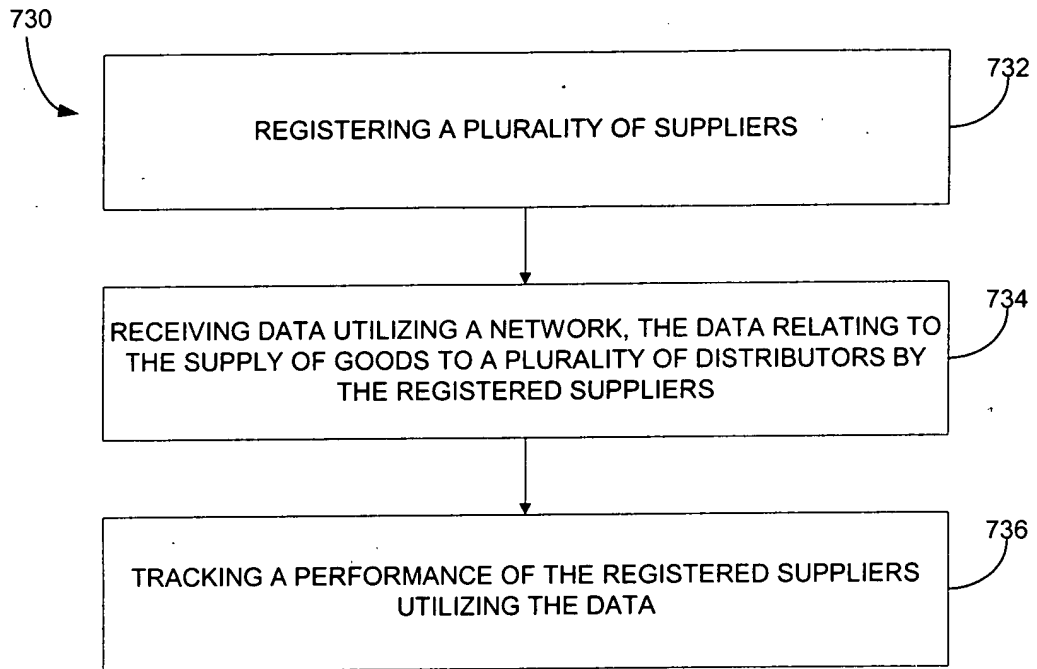 730
732
REGISTERING A PLURALITY OF SUPPLIERS
734
RECEIVING DATA UTILIZING A NETWORK, THE DATA RELATING TO
THE SUPPLY OF GOODS TO A PLURALITY OF DISTRIBUTORS BY
THE REGISTERED SUPPLIERS
736
TRACKING A PERFORMANCE OF THE REGISTERED SUPPLIERS
UTILIZING THE DATA